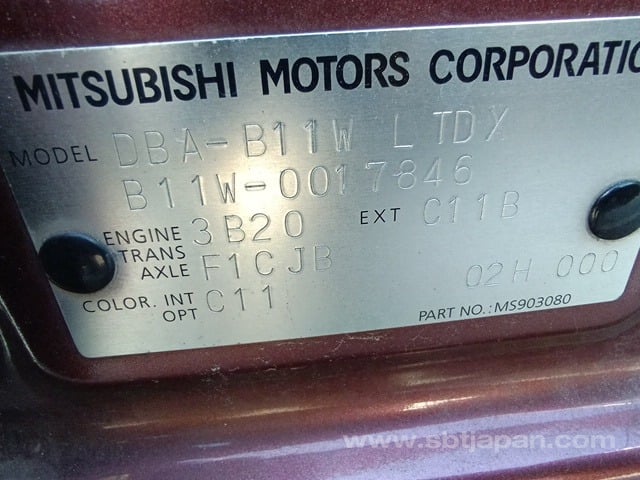 MITSUBISHI MOTORS CORPORATIO
MODEL DBA-B11W LTDX
B11W-0017846
ENGINE 3B20 EXT C11B
TRANS
AXLE F1CJB
02H 000
COLOR. INT C11
OPT
PART NO.:MS903080
www.sbtjapan.com